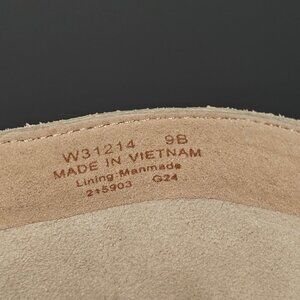 W31214 9B
MADE IN VIETNAM
Lining-Manmade
215903 G24